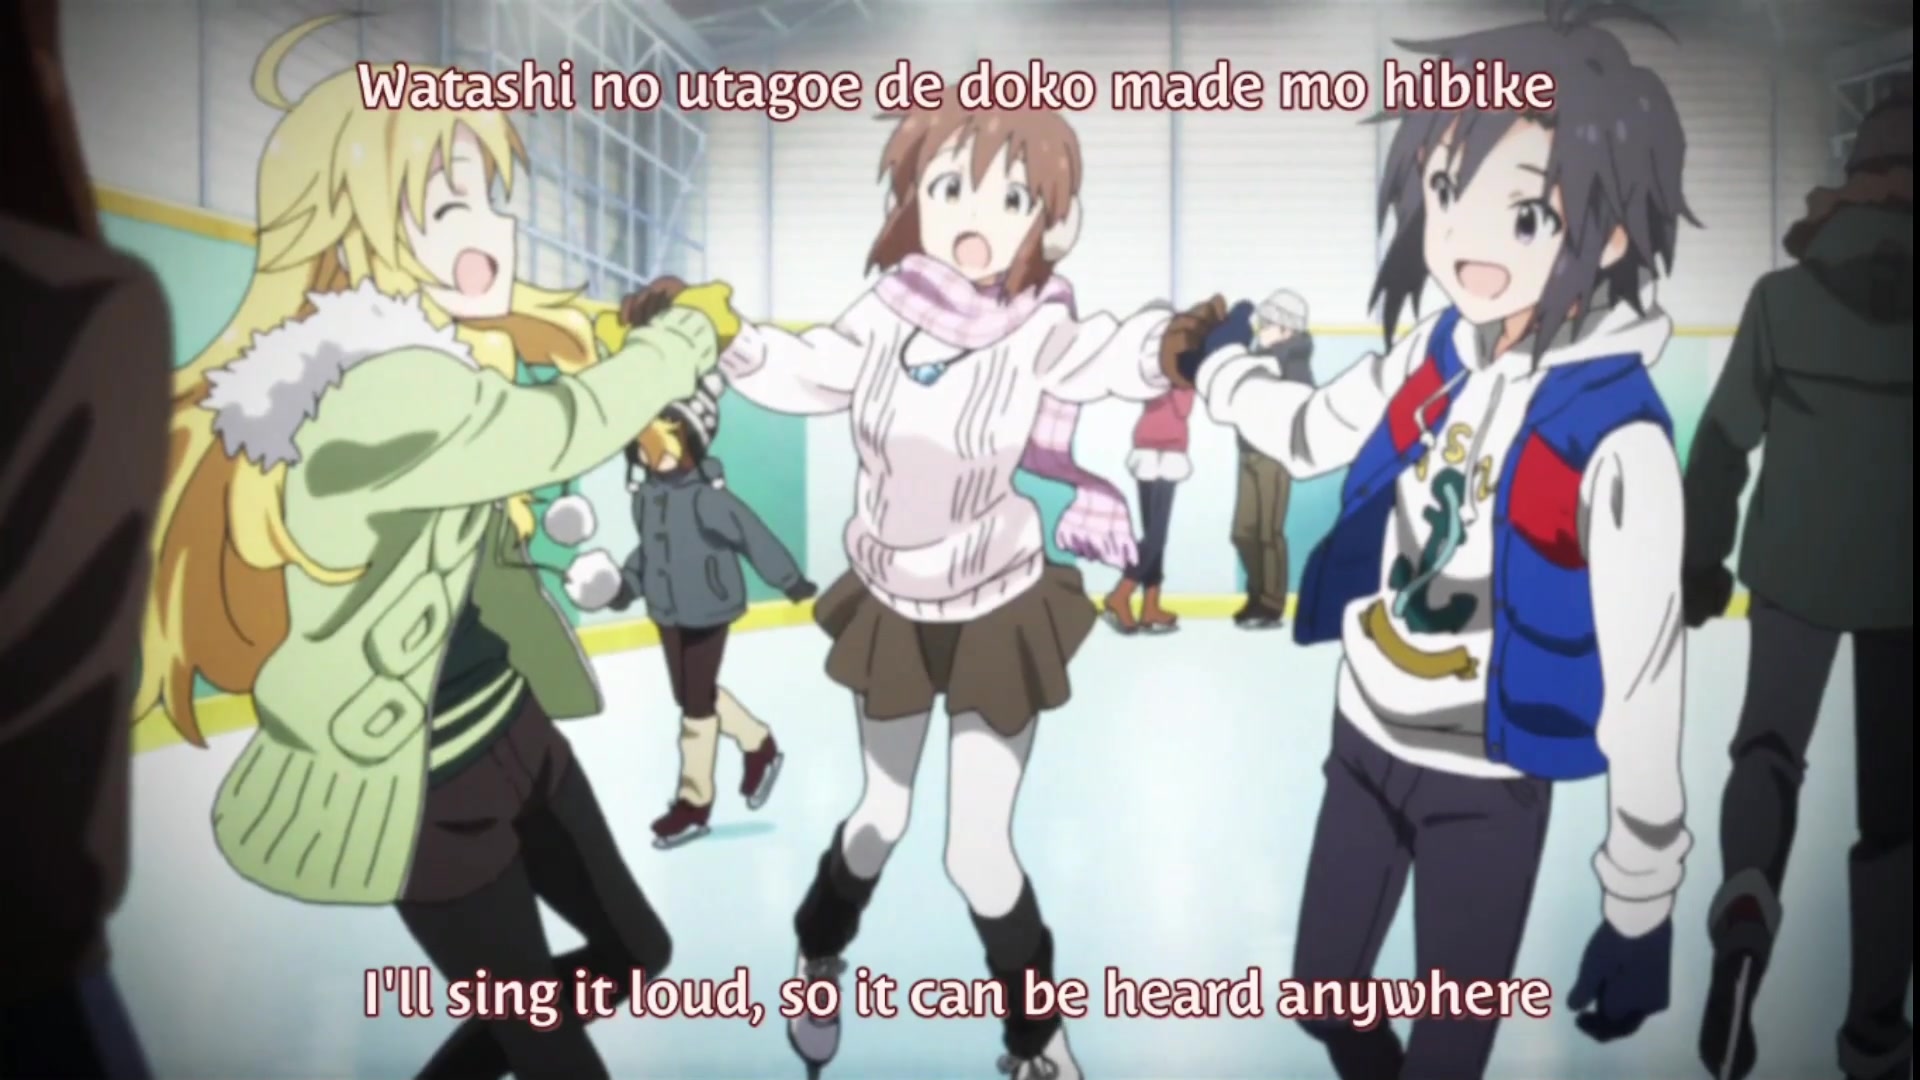 Watashi no utagoe de doko made mo hibike
I'll sing it loud, so it can be heard anywhere